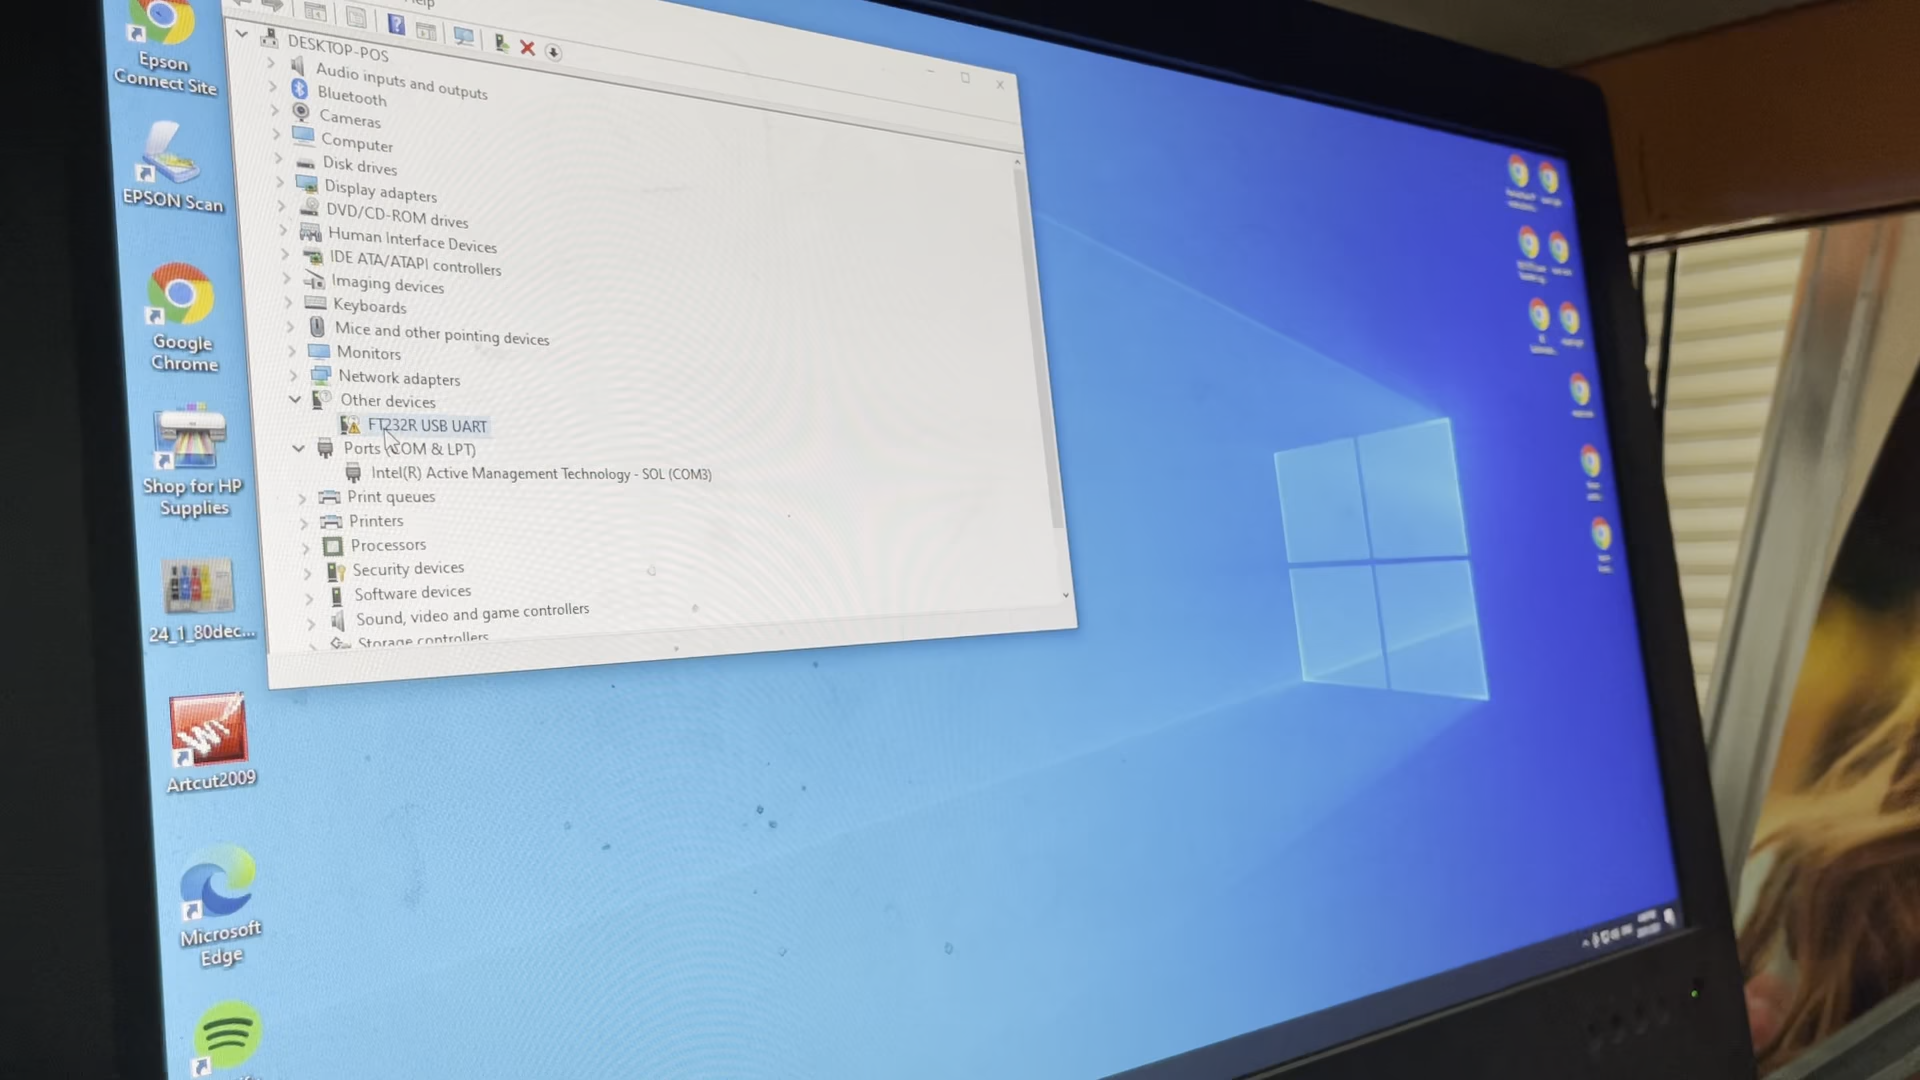 Help
DESKTOP-POS
Audio inputs and outputs
Bluetooth
Cameras
Computer
Disk drives
Display adapters
DVD/CD-ROM drives
Human Interface Devices
IDE ATA/ATAPI controllers
Imaging devices
Keyboards
Mice and other pointing devices
Monitors
Network adapters
Other devices
FT232R USB UART
Ports (COM & LPT)
Intel(R) Active Management Technology - SOL (COM3)
Print queues
Printers
Processors
Security devices
Software devices
Sound, video and game controllers
Storage controllers
Epson
Connect Site
EPSON Scan
Google
Chrome
Shop for HP
Supplies
24_1_80dec...
Artcut2009
Microsoft
Edge